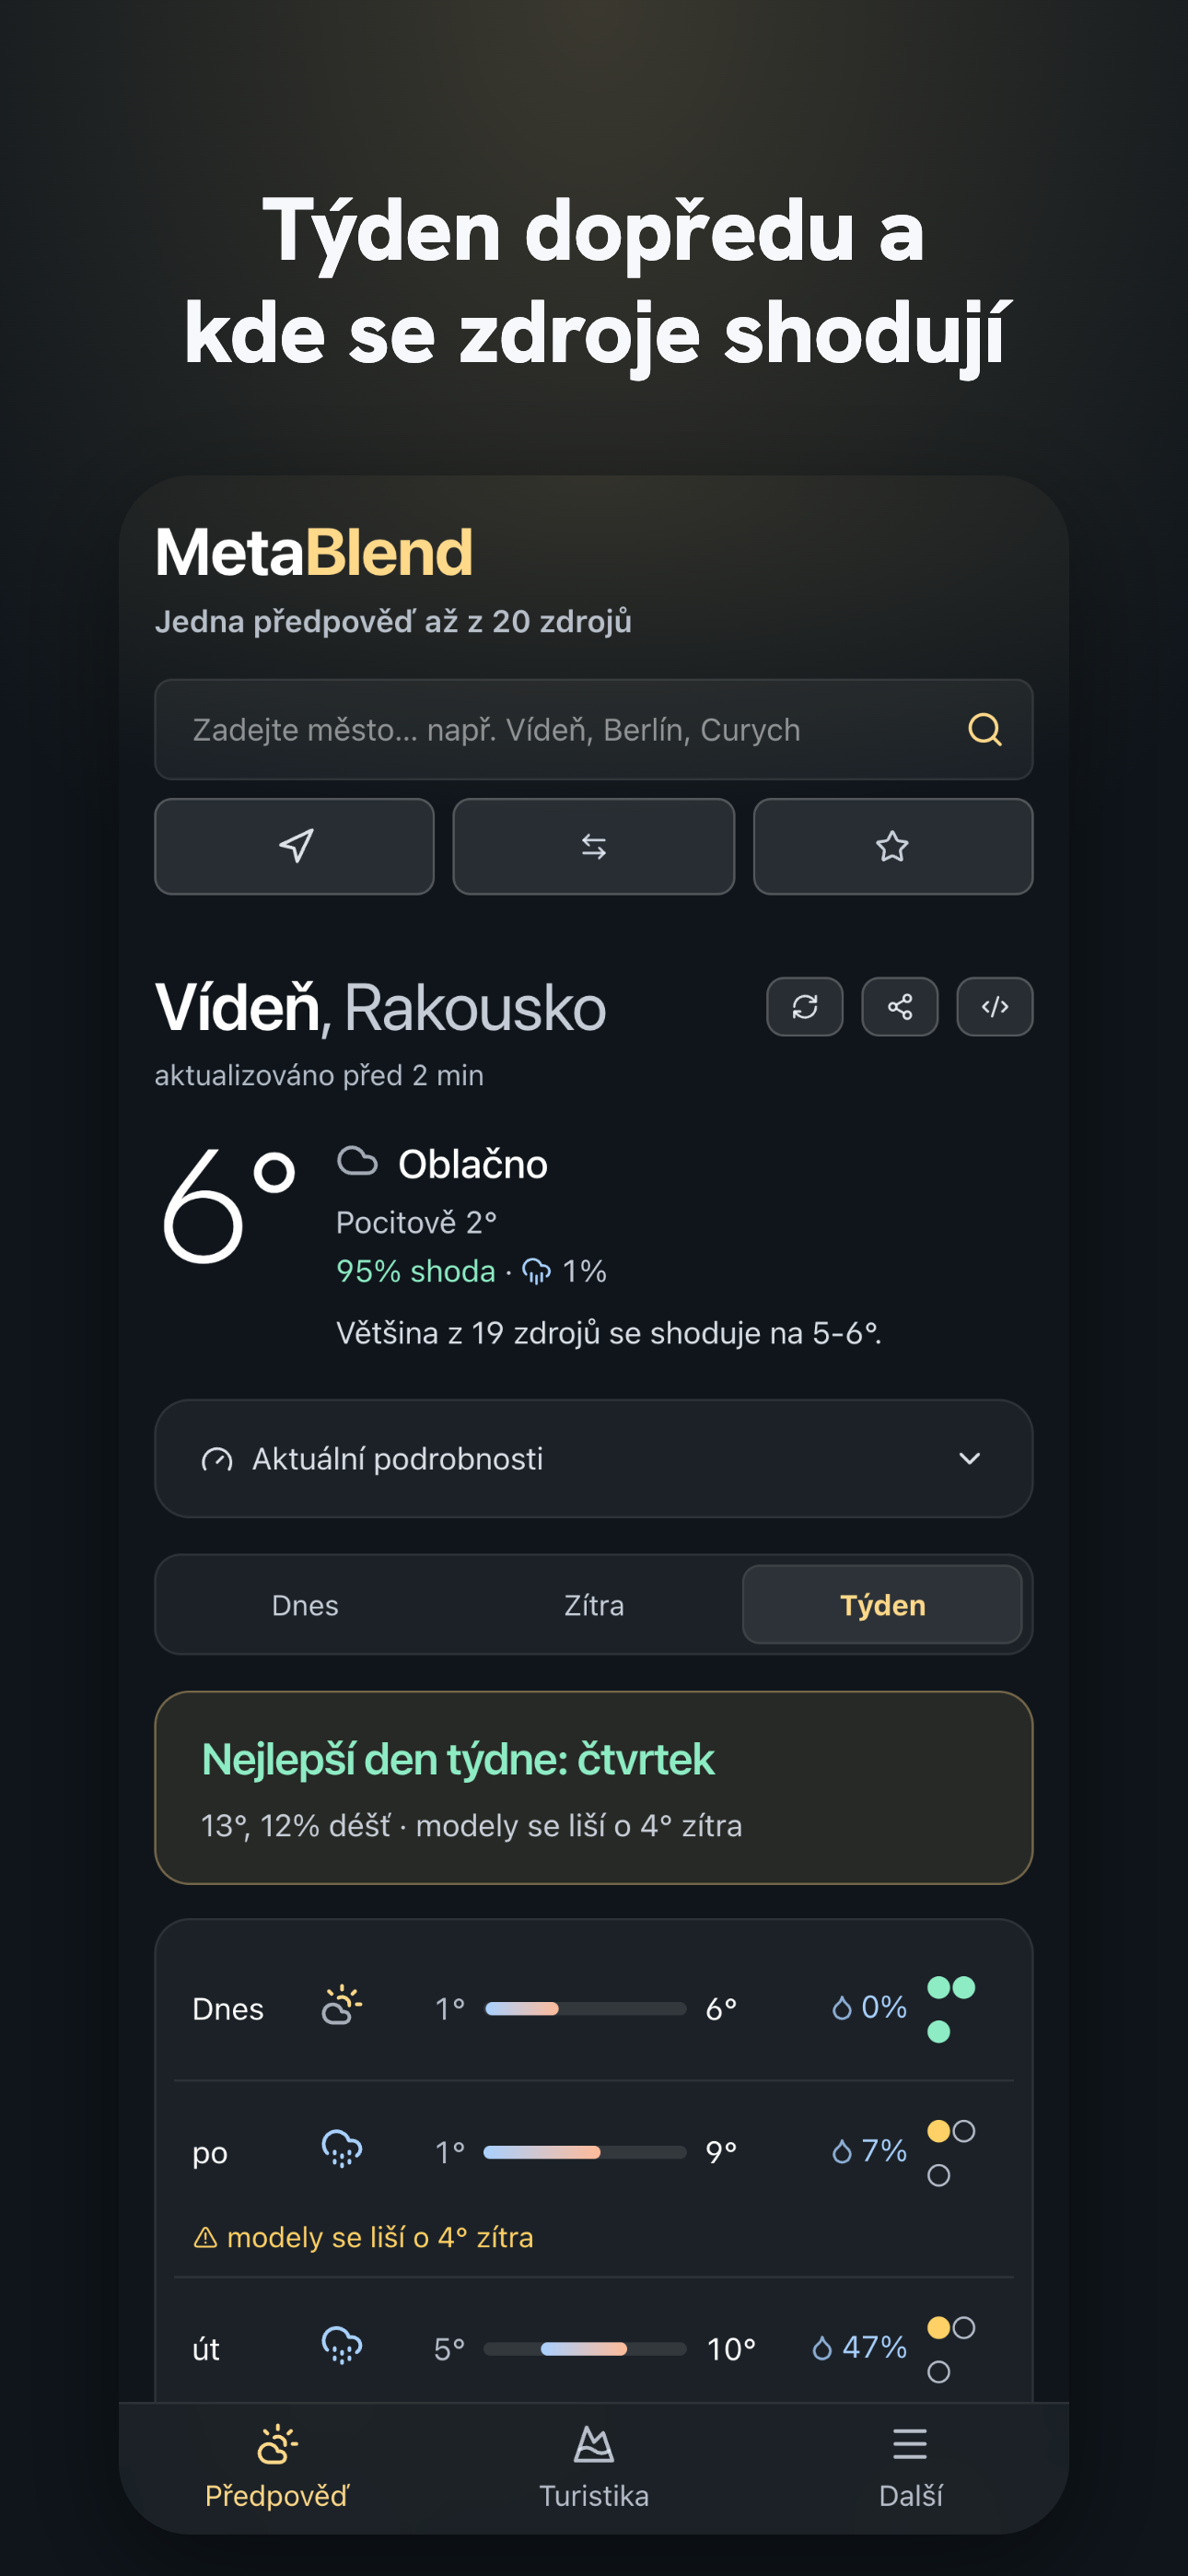 Týden dopředu a
kde se zdroje shodují
MetaBlend
Jedna předpověď až z 20 zdrojů
Zadejte město... např. Vídeň, Berlín, Curych
Vídeň, Rakousko
aktualizováno před 2 min
6°
Oblačno
Pocitově 2°
95% shoda · 1%
Většina z 19 zdrojů se shoduje na 5-6°.
Aktuální podrobnosti
Dnes Zítra Týden
Nejlepší den týdne: čtvrtek
13°, 12% déšť · modely se liší o 4° zítra
Dnes 1° 6° 0%
po 1° 9° 7%
modely se liší o 4° zítra
út 5° 10° 47%
Předpověď Turistika Další